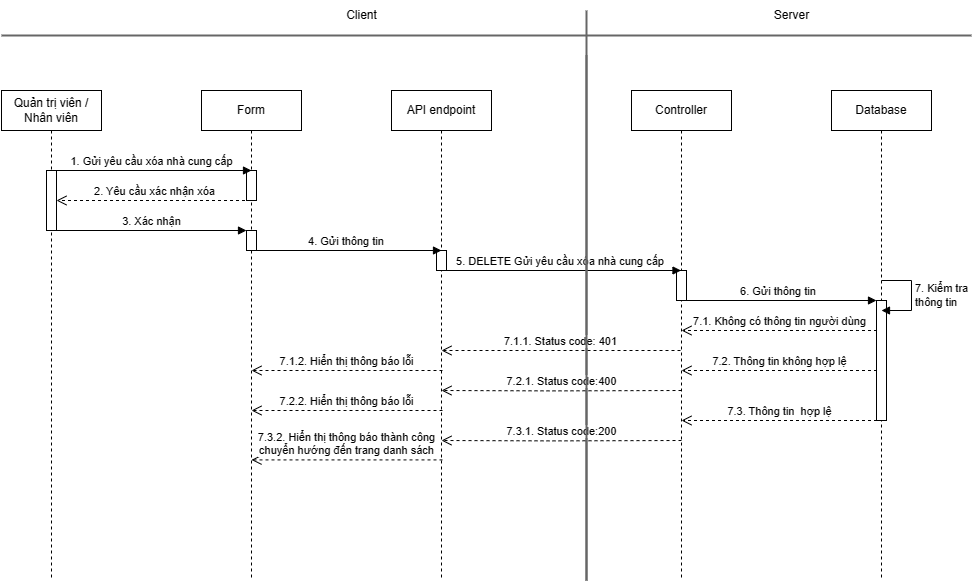 Client
Server
Quản trị viên /
Nhân viên
Form
API endpoint
Controller
Database
1. Gửi yêu cầu xóa nhà cung cấp
2. Yêu cầu xác nhận xóa
3. Xác nhận
4. Gửi thông tin
5. DELETE Gửi yêu cầu xóa nhà cung cấp
6. Gửi thông tin
7. Kiểm tra
thông tin
7.1. Không có thông tin người dùng
7.1.1. Status code: 401
7.1.2. Hiển thị thông báo lỗi
7.2. Thông tin không hợp lệ
7.2.1. Status code:400
7.2.2. Hiển thị thông báo lỗi
7.3. Thông tin  hợp lệ
7.3.1. Status code:200
7.3.2. Hiển thị thông báo thành công
chuyển hướng đến trang danh sách